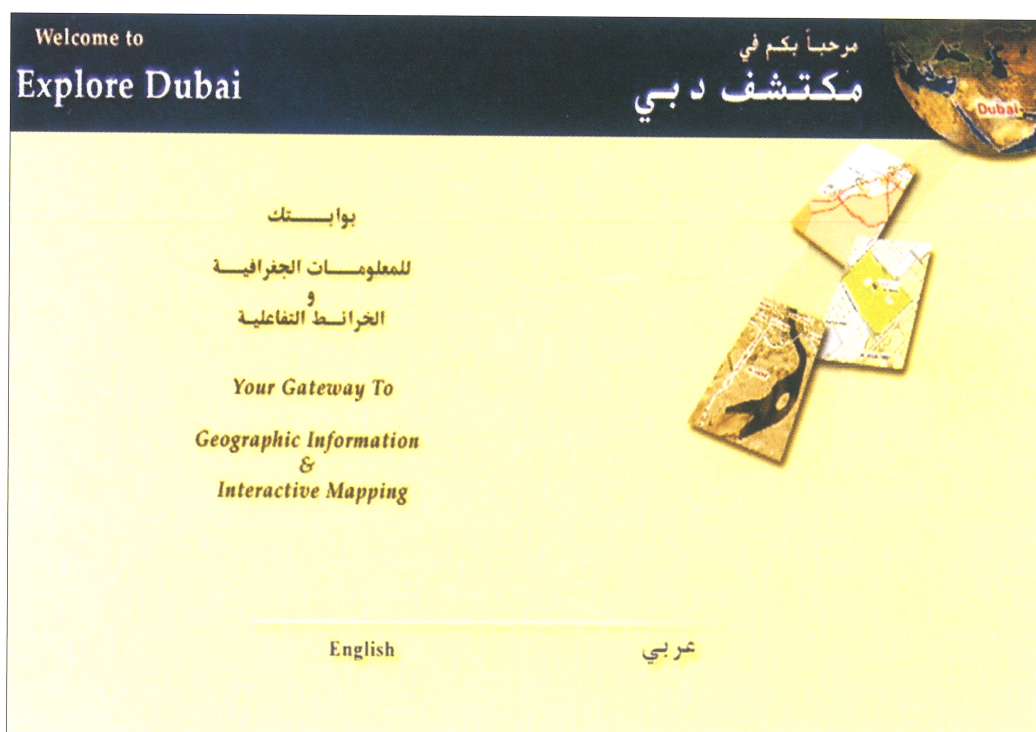 Welcome to
Explore Dubai
مرحباً بكم في
مكتشف دبي
Dubai
بوابتك
للمعلومات الجغرافية
و
الخرائط التفاعلية
Your Gateway To
Geographic Information
&
Interactive Mapping
English
عربي